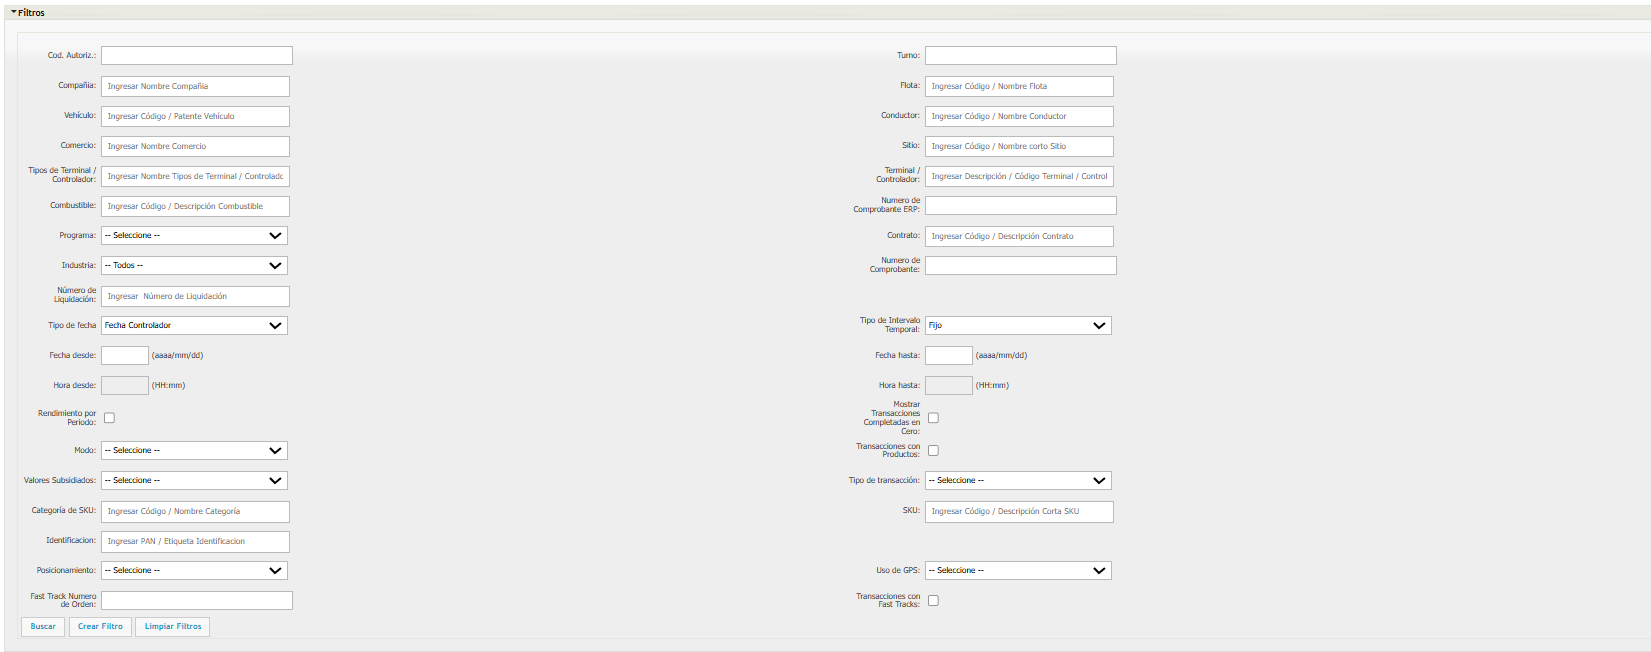 Filtros
Cod. Autoriz.:
Turno:
Compañia: Ingresar Nombre Compañia
Flota: Ingresar Código / Nombre Flota
Vehículo: Ingresar Código / Patente Vehículo
Conductor: Ingresar Código / Nombre Conductor
Comercio: Ingresar Nombre Comercio
Sitio: Ingresar Código / Nombre corto Sitio
Tipos de Terminal /
Controlador: Ingresar Nombre Tipos de Terminal / Controladc
Terminal /
Controlador: Ingresar Descripción / Código Terminal / Control
Combustible: Ingresar Código / Descripción Combustible
Numero de
Comprobante ERP:
Programa: -- Seleccione --
Contrato: Ingresar Código / Descripción Contrato
Industria: -- Todos --
Numero de
Comprobante:
Número de
Liquidación: Ingresar Número de Liquidación
Tipo de fecha Fecha Controlador
Tipo de Intervalo
Temporal: Fijo
Fecha desde: (aaaa/mm/dd)
Fecha hasta: (aaaa/mm/dd)
Hora desde: (HH:mm)
Hora hasta: (HH:mm)
Rendimiento por
Periodo:
Mostrar
Transacciones
Completadas en
Cero:
Modo: -- Seleccione --
Transacciones con
Productos:
Valores Subsidiados: -- Seleccione --
Tipo de transacción: -- Seleccione --
Categoría de SKU: Ingresar Código / Nombre Categoría
SKU: Ingresar Código / Descripción Corta SKU
Identificacion: Ingresar PAN / Etiqueta Identificacion
Posicionamiento: -- Seleccione --
Uso de GPS: -- Seleccione --
Fast Track Numero
de Orden:
Transacciones con
Fast Tracks:
Buscar Crear Filtro Limpiar Filtros